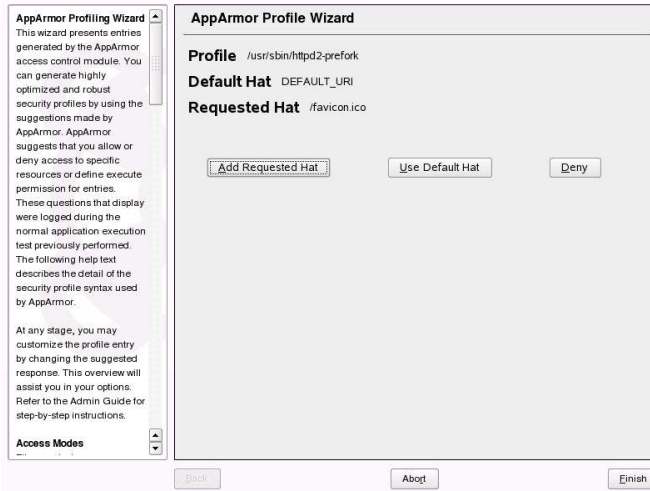 AppArmor Profiling Wizard
This wizard presents entries
generated by the AppArmor
access control module. You
can generate highly
optimized and robust
security profiles by using the
suggestions made by
AppArmor. AppArmor
suggests that you allow or
deny access to specific
resources or define execute
permission for entries.
These questions that display
were logged during the
normal application execution
test previously performed.
The following help text
describes the detail of the
security profile syntax used
by AppArmor.
At any stage, you may
customize the profile entry
by changing the suggested
response. This overview will
assist you in your options.
Refer to the Admin Guide for
step-by-step instructions.
Access Modes
AppArmor Profile Wizard
Profile /usr/sbin/httpd2-prefork
Default Hat DEFAULT_URI
Requested Hat /favicon.ico
Add Requested Hat
Use Default Hat
Deny
Back
Abort
Finish